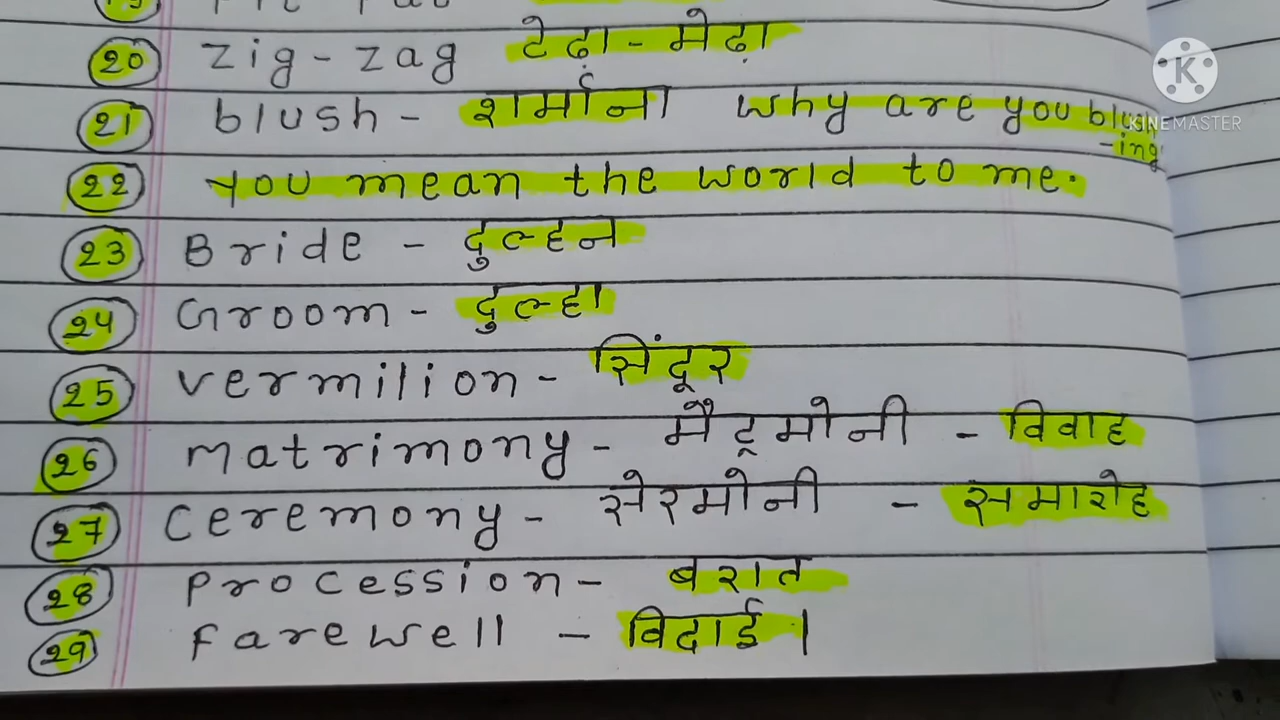 20 zig-zag टेढ़ा-मेढ़ा
21 blush - शर्माना why are you blush
-ing
22 You mean the world to me.
23 Bride - दुल्हन
24 Groom - दुल्हा
25 vermilion - सिंदूर
26 matrimony - मैट्रमोनी - विवाह
27 ceremony - सेरमोनी - समारोह
28 Procession - बरात
29 Farewell - विदाई।
K
KINEMASTER